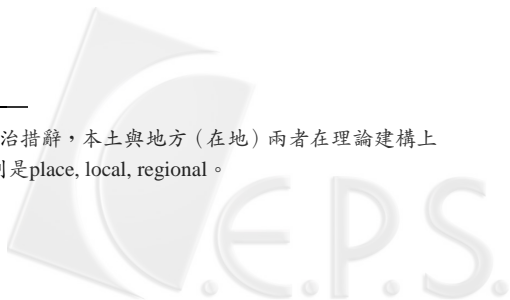 治措辭，本土與地方（在地）兩者在理論建構上
是place, local, regional。
C.E.P.S.